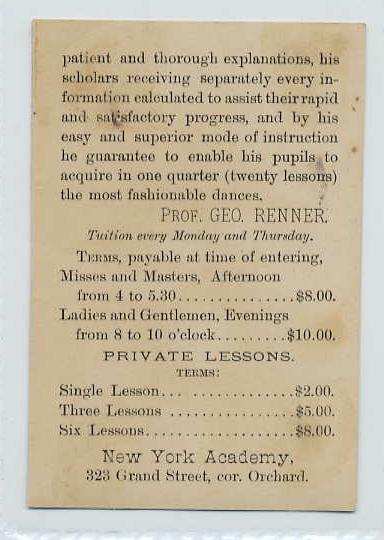 patient and thorough explanations, his
scholars receiving separately every in-
formation calculated to assist their rapid
and satisfactory progress, and by his
easy and superior mode of instruction
he guarantee to enable his pupils to
acquire in one quarter (twenty lessons)
the most fashionable dances.
PROF. GEO. RENNER.
Tuition every Monday and Thursday.
TERMS, payable at time of entering,
Misses and Masters, Afternoon
from 4 to 5.30..............$8.00.
Ladies and Gentlemen, Evenings
from 8 to 10 o'clock.........$10.00.
PRIVATE LESSONS.
TERMS:
Single Lesson... .............$2.00.
Three Lessons ...............$5.00.
Six Lessons..................$8.00.
New York Academy,
323 Grand Street, cor. Orchard.